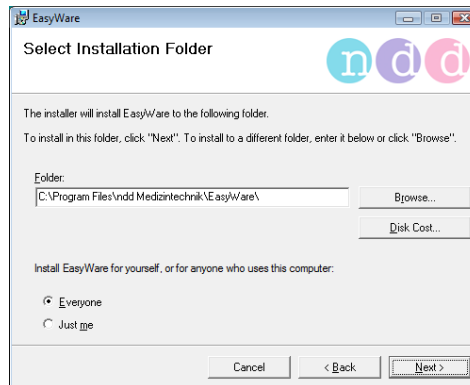 EasyWare
Select Installation Folder
ndd
The installer will install EasyWare to the following folder.
To install in this folder, click "Next". To install to a different folder, enter it below or click "Browse".
Folder:
C:\Program Files\ndd Medizintechnik\EasyWare\
Browse...
Disk Cost...
Install EasyWare for yourself, or for anyone who uses this computer:
Everyone
Just me
Cancel
< Back
Next >